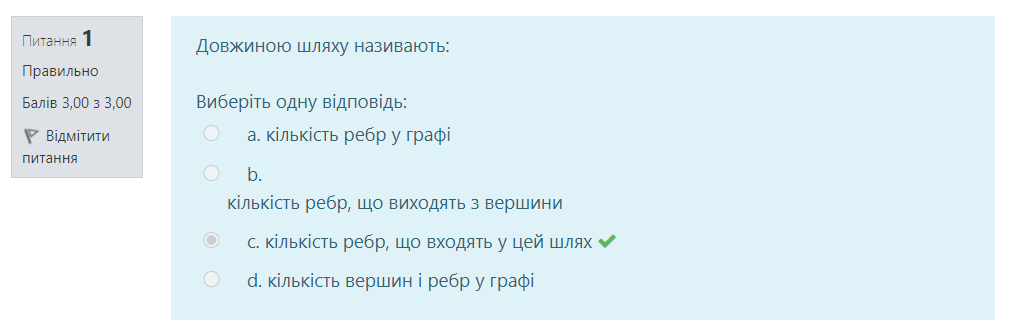 Питання 1
Правильно
Балів 3,00 з 3,00
Відмітити
питання
Довжиною шляху називають:
Виберіть одну відповідь:
a. кількість ребр у графі
b.
кількість ребр, що виходять з вершини
c. кількість ребр, що входять у цей шлях
d. кількість вершин і ребр у графі